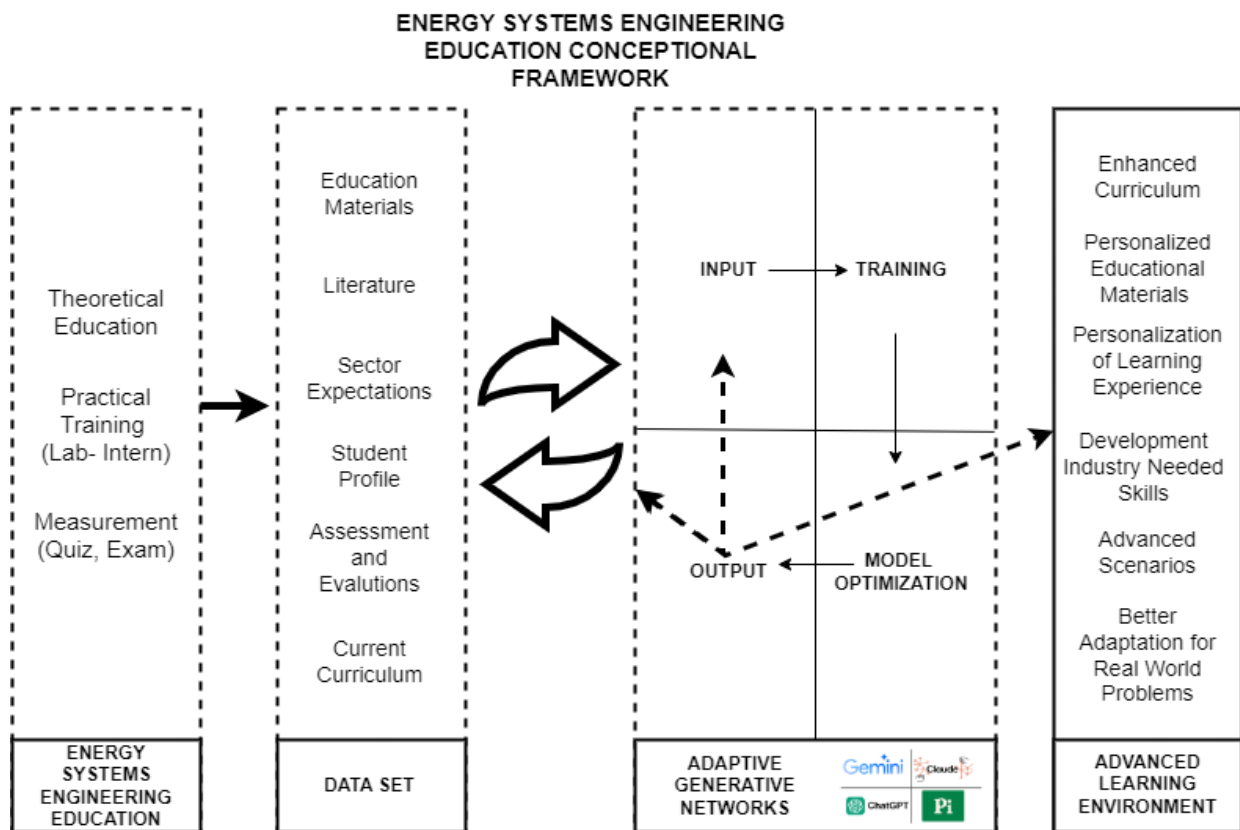 ENERGY SYSTEMS ENGINEERING
EDUCATION CONCEPTIONAL
FRAMEWORK
Theoretical
Education
Practical
Training
(Lab- Intern)
Measurement
(Quiz, Exam)
ENERGY
SYSTEMS
ENGINEERING
EDUCATION
Education
Materials
Literature
Sector
Expectations
Student
Profile
Assessment
and
Evalutions
Current
Curriculum
DATA SET
INPUT
TRAINING
OUTPUT
MODEL
OPTIMIZATION
ADAPTIVE
GENERATIVE
NETWORKS
Gemini
Cloude
ChatGPT
Pi
Enhanced
Curriculum
Personalized
Educational
Materials
Personalization
of Learning
Experience
Development
Industry Needed
Skills
Advanced
Scenarios
Better
Adaptation for
Real World
Problems
ADVANCED
LEARNING
ENVIRONMENT